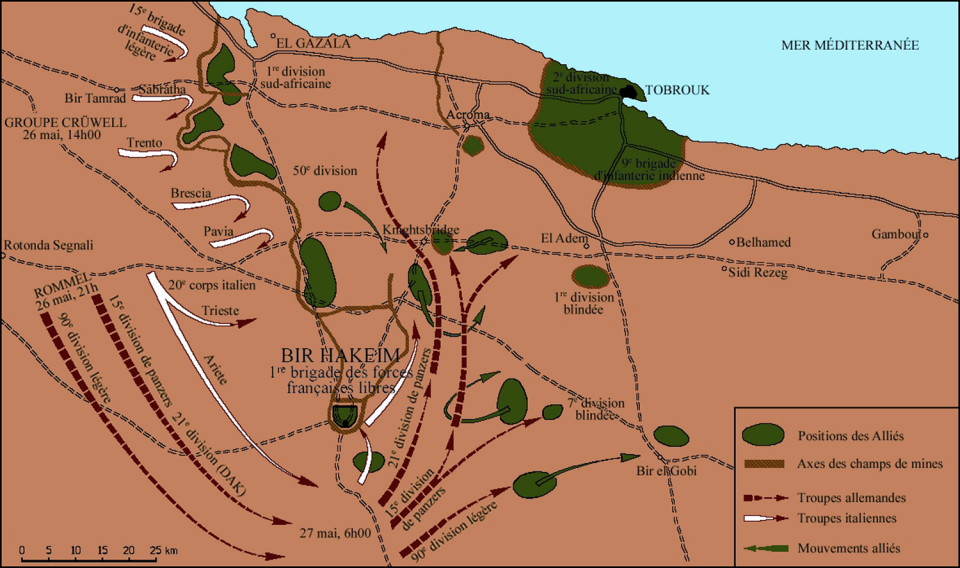 15e brigade
d'infanterie
légère
EL GAZALA
MER MÉDITERRANÉE
1re division
sud-africaine
2e division
sud-africaine
TOBROUK
Sabratha
Bir Tamrad
GROUPE CRÜWELL
26 mai, 14h00
Acroma
Trento
9e brigade
d'infanterie indienne
50e division
Brescia
Pavia
Knightsbridge
El Adem
Belhamed
Gambout
Rotonda Segnali
Sidi Rezeg
ROMMEL
26 mai, 21h
20e corps italien
Trieste
1re division
blindée
90e division légère
15e division de panzers
21e division (DAK)
Ariete
BIR HAKEIM
1re brigade des forces
françaises libres
21e division de panzers
7e division
blindée
Bir el Gobi
15e division
de panzers
90e division légère
27 mai, 6h00
0 5 10 15 20 25 km
Positions des Alliés
Axes des champs de mines
Troupes allemandes
Troupes italiennes
Mouvements alliés